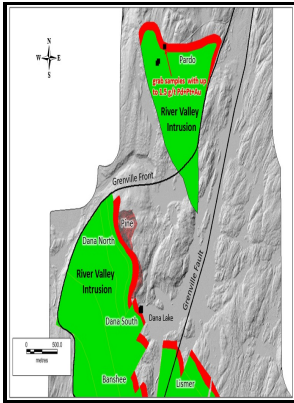 N
W E
S
Pardo
grab samples with up
to 1.5 g/t Pd+Pt+Au
River Valley
Intrusion
Grenville Front
Pine
Dana North
River Valley
Intrusion
Grenville Fault
Dana South
Dana Lake
0 500.0
metres
Banshee
Lismer